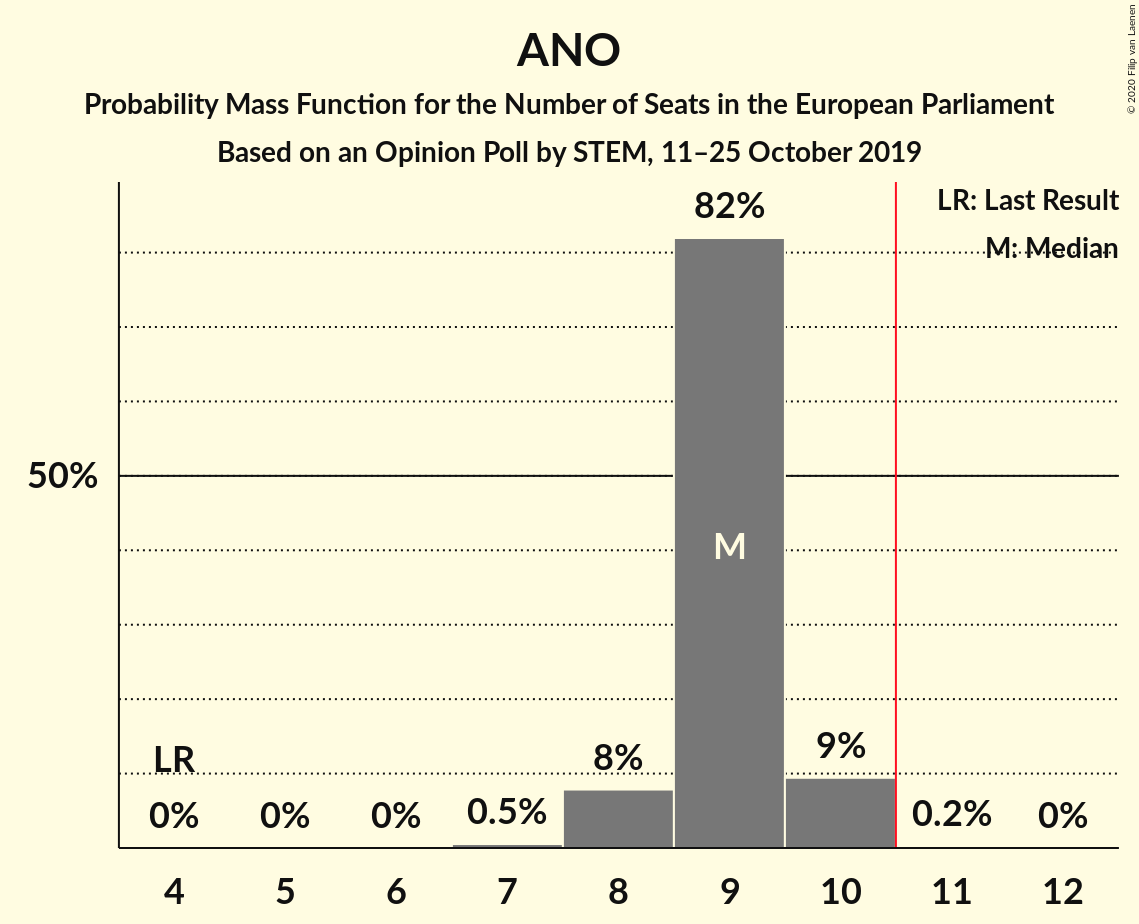 ANO
Probability Mass Function for the Number of Seats in the European Parliament
Based on an Opinion Poll by STEM, 11–25 October 2019
© 2020 Filip van Laenen
LR: Last Result
M: Median
82%
50%
M
LR
8%
9%
0%
0%
0%
0.5%
0.2%
0%
4
5
6
7
8
9
10
11
12